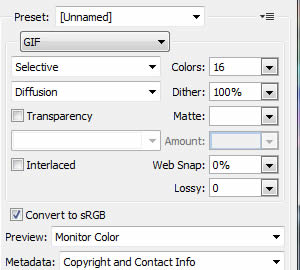 Preset: [Unnamed]
GIF
Selective Colors: 16
Diffusion Dither: 100%
Transparency Matte:
Amount:
Interlaced Web Snap: 0%
Lossy: 0
Convert to sRGB
Preview: Monitor Color
Metadata: Copyright and Contact Info